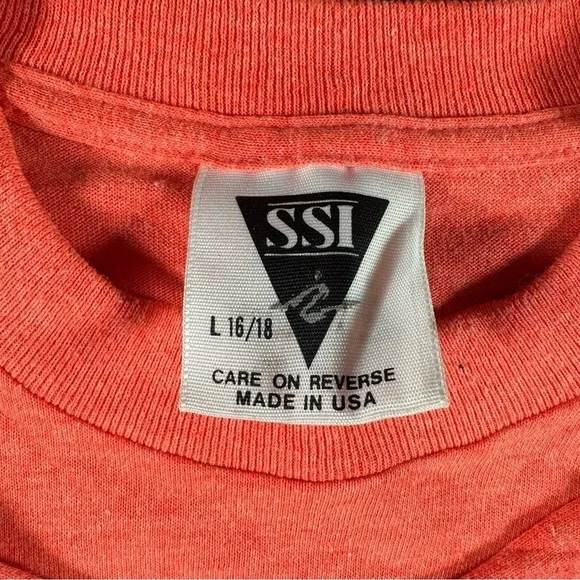 SSI
L 16/18
CARE ON REVERSE
MADE IN USA